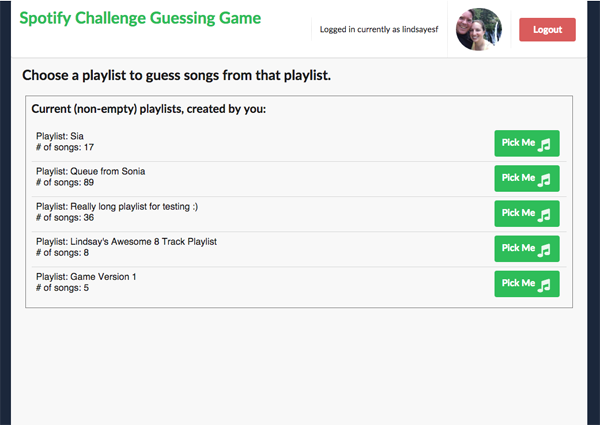 Spotify Challenge Guessing Game
Logged in currently as lindsayesf
Logout
Choose a playlist to guess songs from that playlist.
Current (non-empty) playlists, created by you:
Playlist: Sia
# of songs: 17
Pick Me
Playlist: Queue from Sonia
# of songs: 89
Pick Me
Playlist: Really long playlist for testing :)
# of songs: 36
Pick Me
Playlist: Lindsay's Awesome 8 Track Playlist
# of songs: 8
Pick Me
Playlist: Game Version 1
# of songs: 5
Pick Me